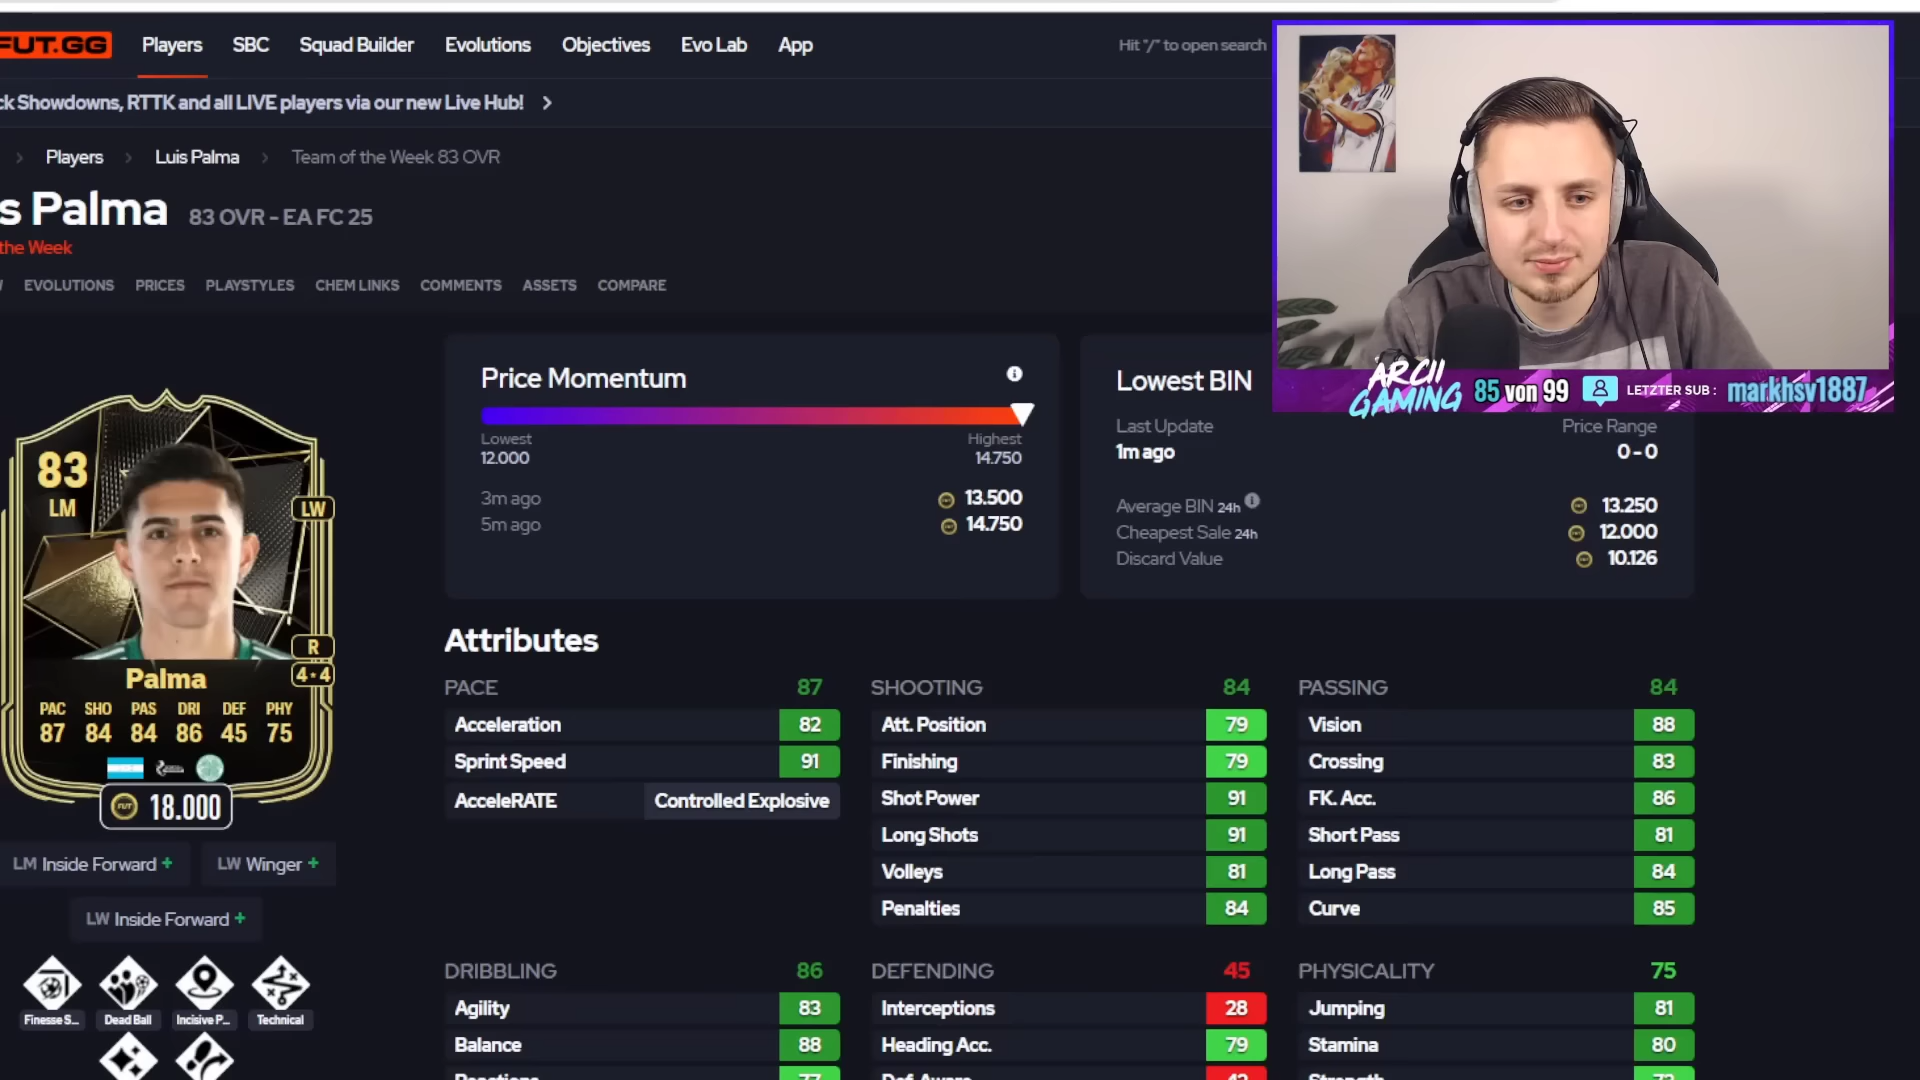 FUT.GG
Players
SBC
Squad Builder
Evolutions
Objectives
Evo Lab
App
Hit "/" to open search
ck Showdowns, RTTK and all LIVE players via our new Live Hub!
Players
Luis Palma
Team of the Week 83 OVR
s Palma
83 OVR - EA FC 25
the Week
EVOLUTIONS
PRICES
PLAYSTYLES
CHEM LINKS
COMMENTS
ASSETS
COMPARE
ARCII
GAMING
85 von 99
LETZTER SUB :
markhsv1887
83
LM
LW
R
4★4
Palma
PAC SHO PAS DRI DEF PHY
87 84 84 86 45 75
18.000
LM Inside Forward +
LW Winger +
LW Inside Forward +
Finesse S...
Dead Ball
Incisive P...
Technical
Price Momentum
Lowest
12.000
Highest
14.750
3m ago
13.500
5m ago
14.750
Lowest BIN
Last Update
1m ago
Price Range
0 - 0
Average BIN 24h
13.250
Cheapest Sale 24h
12.000
Discard Value
10.126
Attributes
PACE 87
Acceleration 82
Sprint Speed 91
AcceleRATE Controlled Explosive
SHOOTING 84
Att. Position 79
Finishing 79
Shot Power 91
Long Shots 91
Volleys 81
Penalties 84
PASSING 84
Vision 88
Crossing 83
FK. Acc. 86
Short Pass 81
Long Pass 84
Curve 85
DRIBBLING 86
Agility 83
Balance 88
Reactions 77
DEFENDING 45
Interceptions 28
Heading Acc. 79
Def. Aware
PHYSICALITY 75
Jumping 81
Stamina 80
Strength